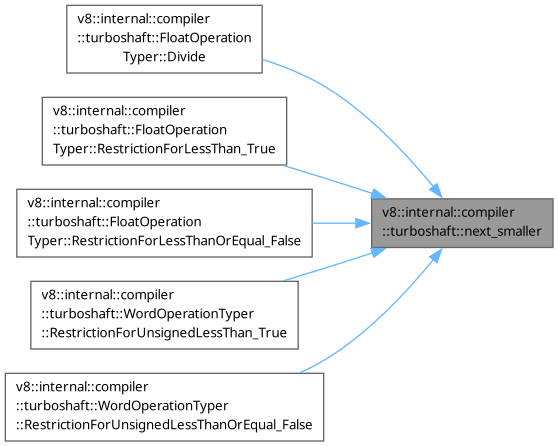 v8::internal::compiler
::turboshaft::FloatOperation
Typer::Divide
v8::internal::compiler
::turboshaft::FloatOperation
Typer::RestrictionForLessThan_True
v8::internal::compiler
::turboshaft::FloatOperation
Typer::RestrictionForLessThanOrEqual_False
v8::internal::compiler
::turboshaft::next_smaller
v8::internal::compiler
::turboshaft::WordOperationTyper
::RestrictionForUnsignedLessThan_True
v8::internal::compiler
::turboshaft::WordOperationTyper
::RestrictionForUnsignedLessThanOrEqual_False